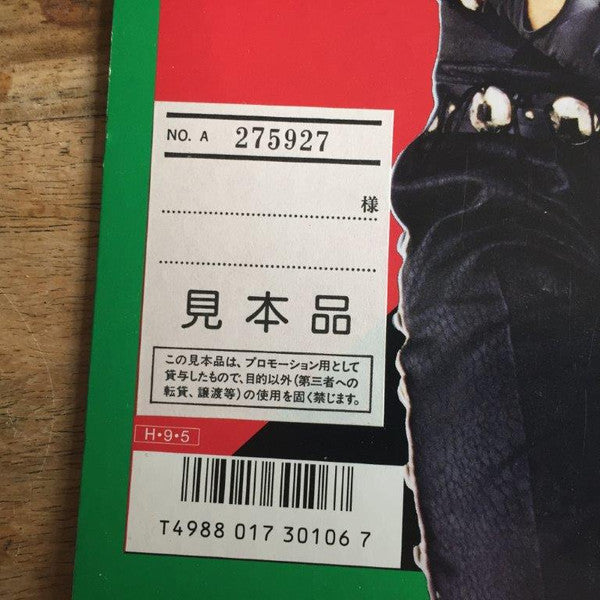 NO. A 275927
様
見本品
この見本品は、プロモーション用として
貸与したもので、目的以外(第三者への
転貸、譲渡等)の使用を固く禁じます。
H・9・5
T4988 017 30106 7